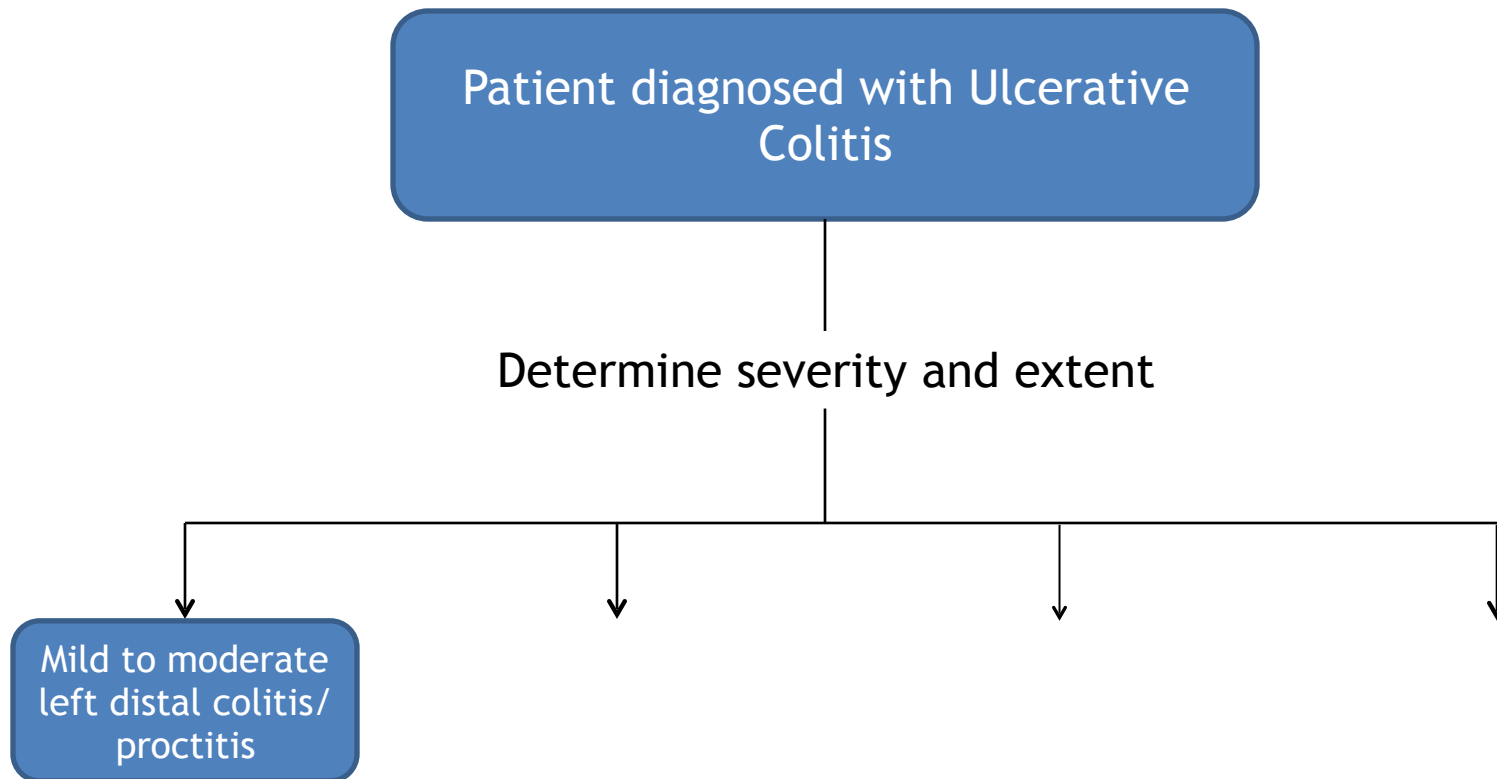 Patient diagnosed with Ulcerative
Colitis
Determine severity and extent
Mild to moderate
left distal colitis/
proctitis